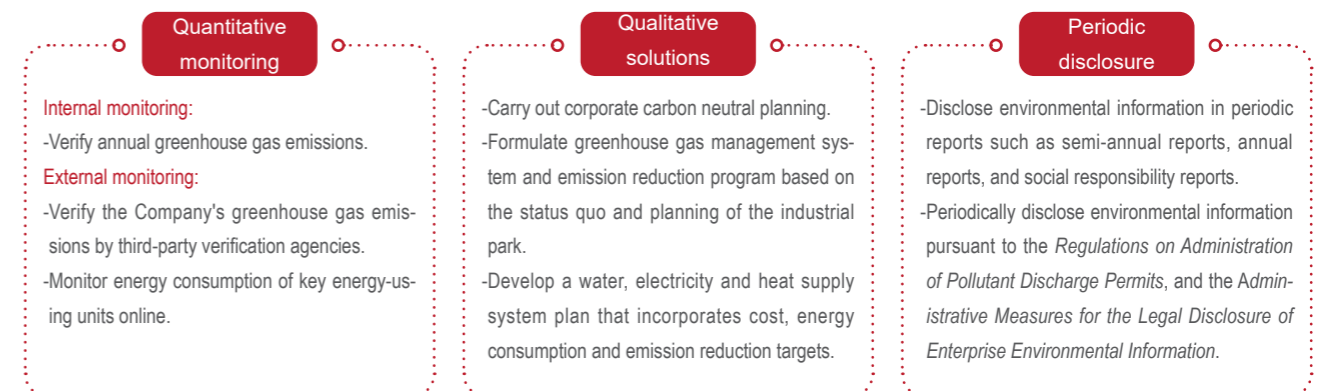 Quantitative
monitoring
Internal monitoring:
-Verify annual greenhouse gas emissions.
External monitoring:
-Verify the Company's greenhouse gas emis-
sions by third-party verification agencies.
-Monitor energy consumption of key energy-us-
ing units online.
Qualitative
solutions
-Carry out corporate carbon neutral planning.
-Formulate greenhouse gas management sys-
tem and emission reduction program based on
the status quo and planning of the industrial
park.
-Develop a water, electricity and heat supply
system plan that incorporates cost, energy
consumption and emission reduction targets.
Periodic
disclosure
-Disclose environmental information in periodic
reports such as semi-annual reports, annual
reports, and social responsibility reports.
-Periodically disclose environmental information
pursuant to the Regulations on Administration
of Pollutant Discharge Permits, and the Admin-
istrative Measures for the Legal Disclosure of
Enterprise Environmental Information.